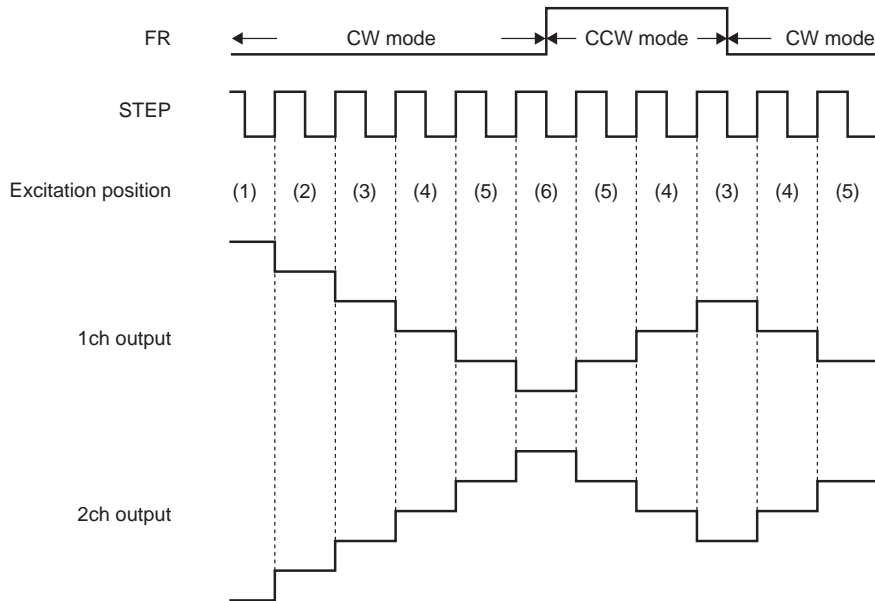 FR CW mode CCW mode CW mode
STEP
Excitation position (1) (2) (3) (4) (5) (6) (5) (4) (3) (4) (5)
1ch output
2ch output